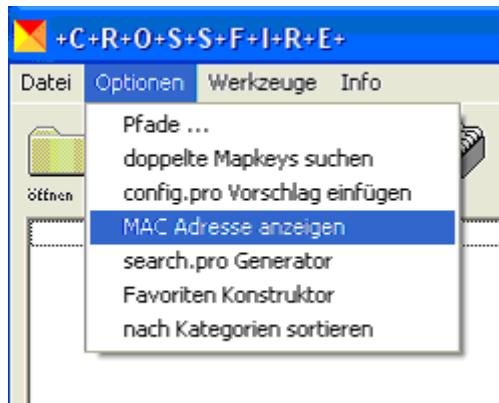 +C+R+O+S+S+F+I+R+E+
Datei Optionen Werkzeuge Info
öffnen
Pfade ...
doppelte Mapkeys suchen
config.pro Vorschlag einfügen
MAC Adresse anzeigen
search.pro Generator
Favoriten Konstruktor
nach Kategorien sortieren